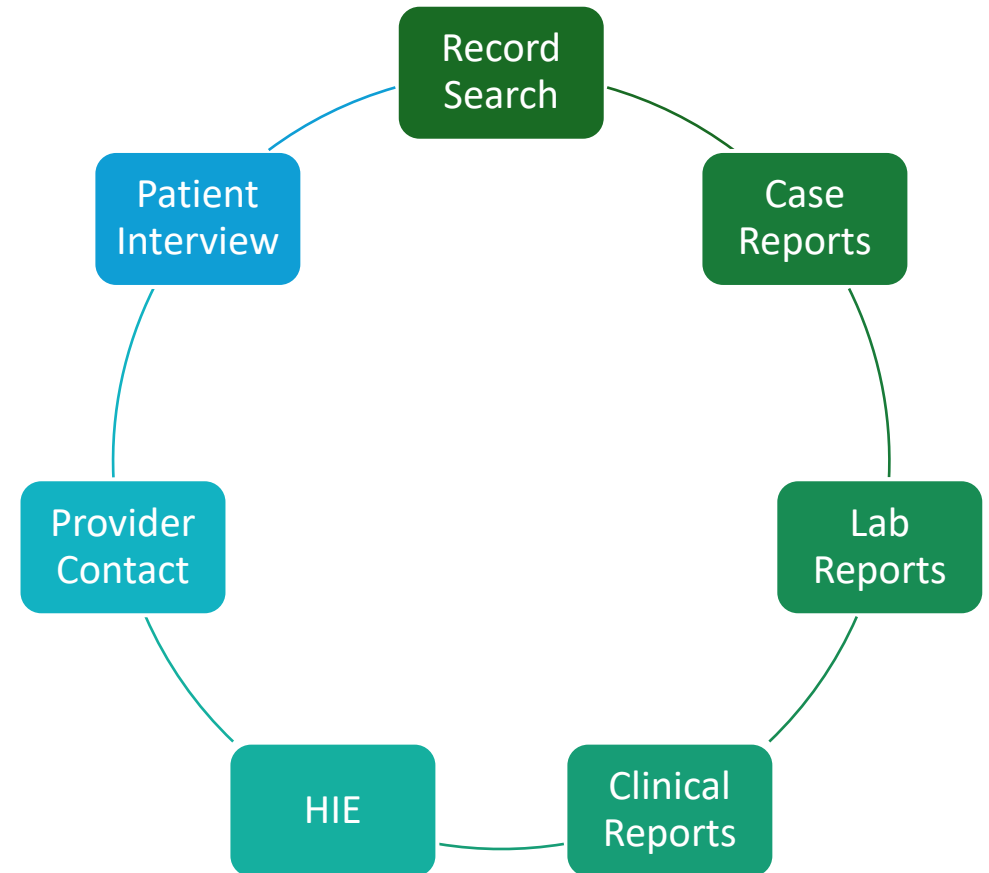 Record
Search
Case
Reports
Lab
Reports
Clinical
Reports
HIE
Provider
Contact
Patient
Interview